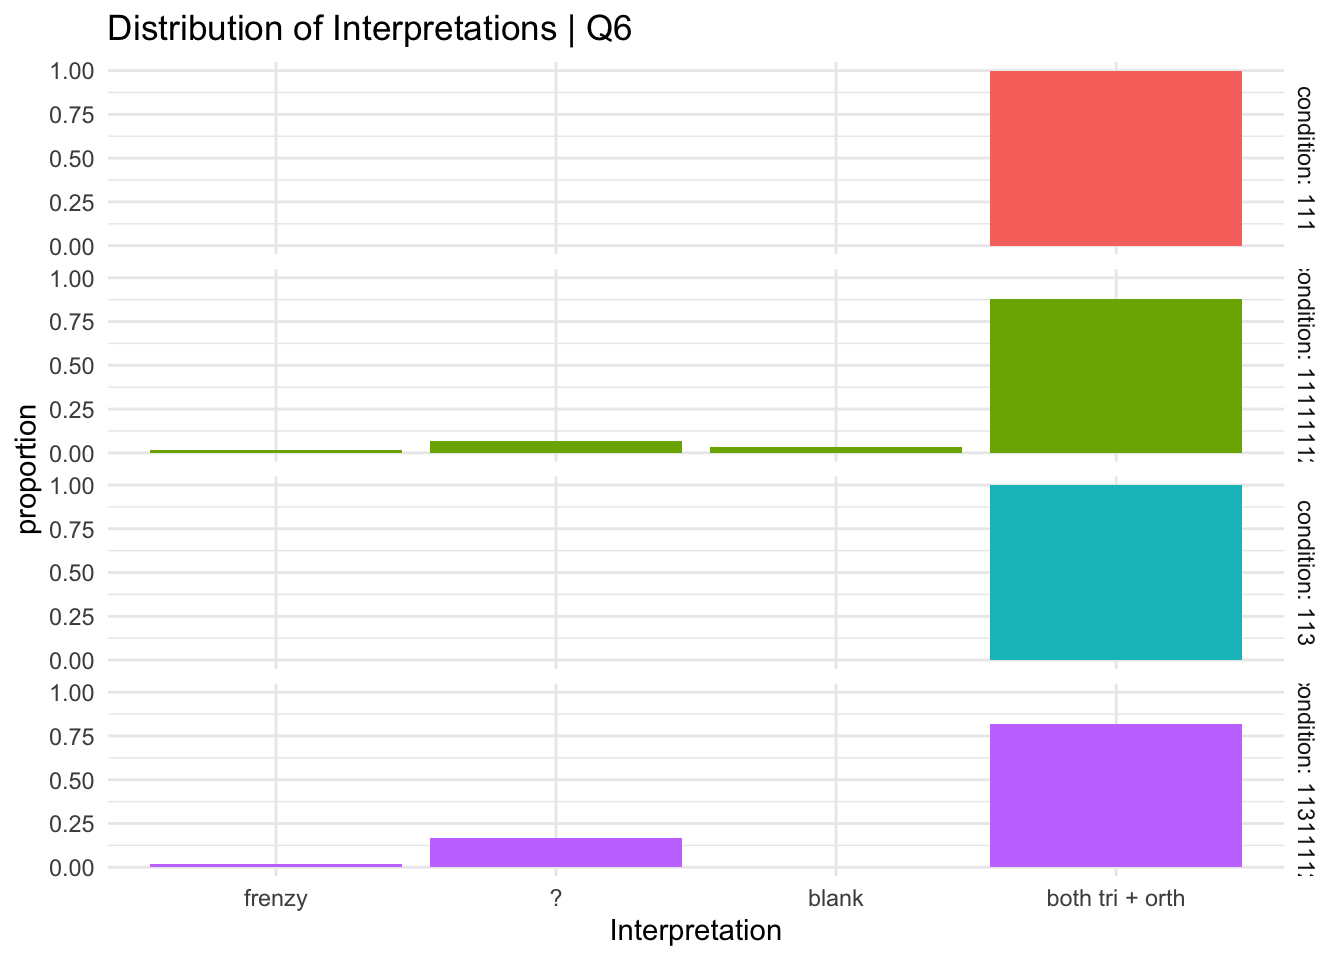 Distribution of Interpretations | Q6
proportion
1.00
0.75
0.50
0.25
0.00
condition: 111
1.00
0.75
0.50
0.25
0.00
ondition: 11111112
1.00
0.75
0.50
0.25
0.00
condition: 113
1.00
0.75
0.50
0.25
0.00
ondition: 11311112
frenzy
?
blank
both tri + orth
Interpretation